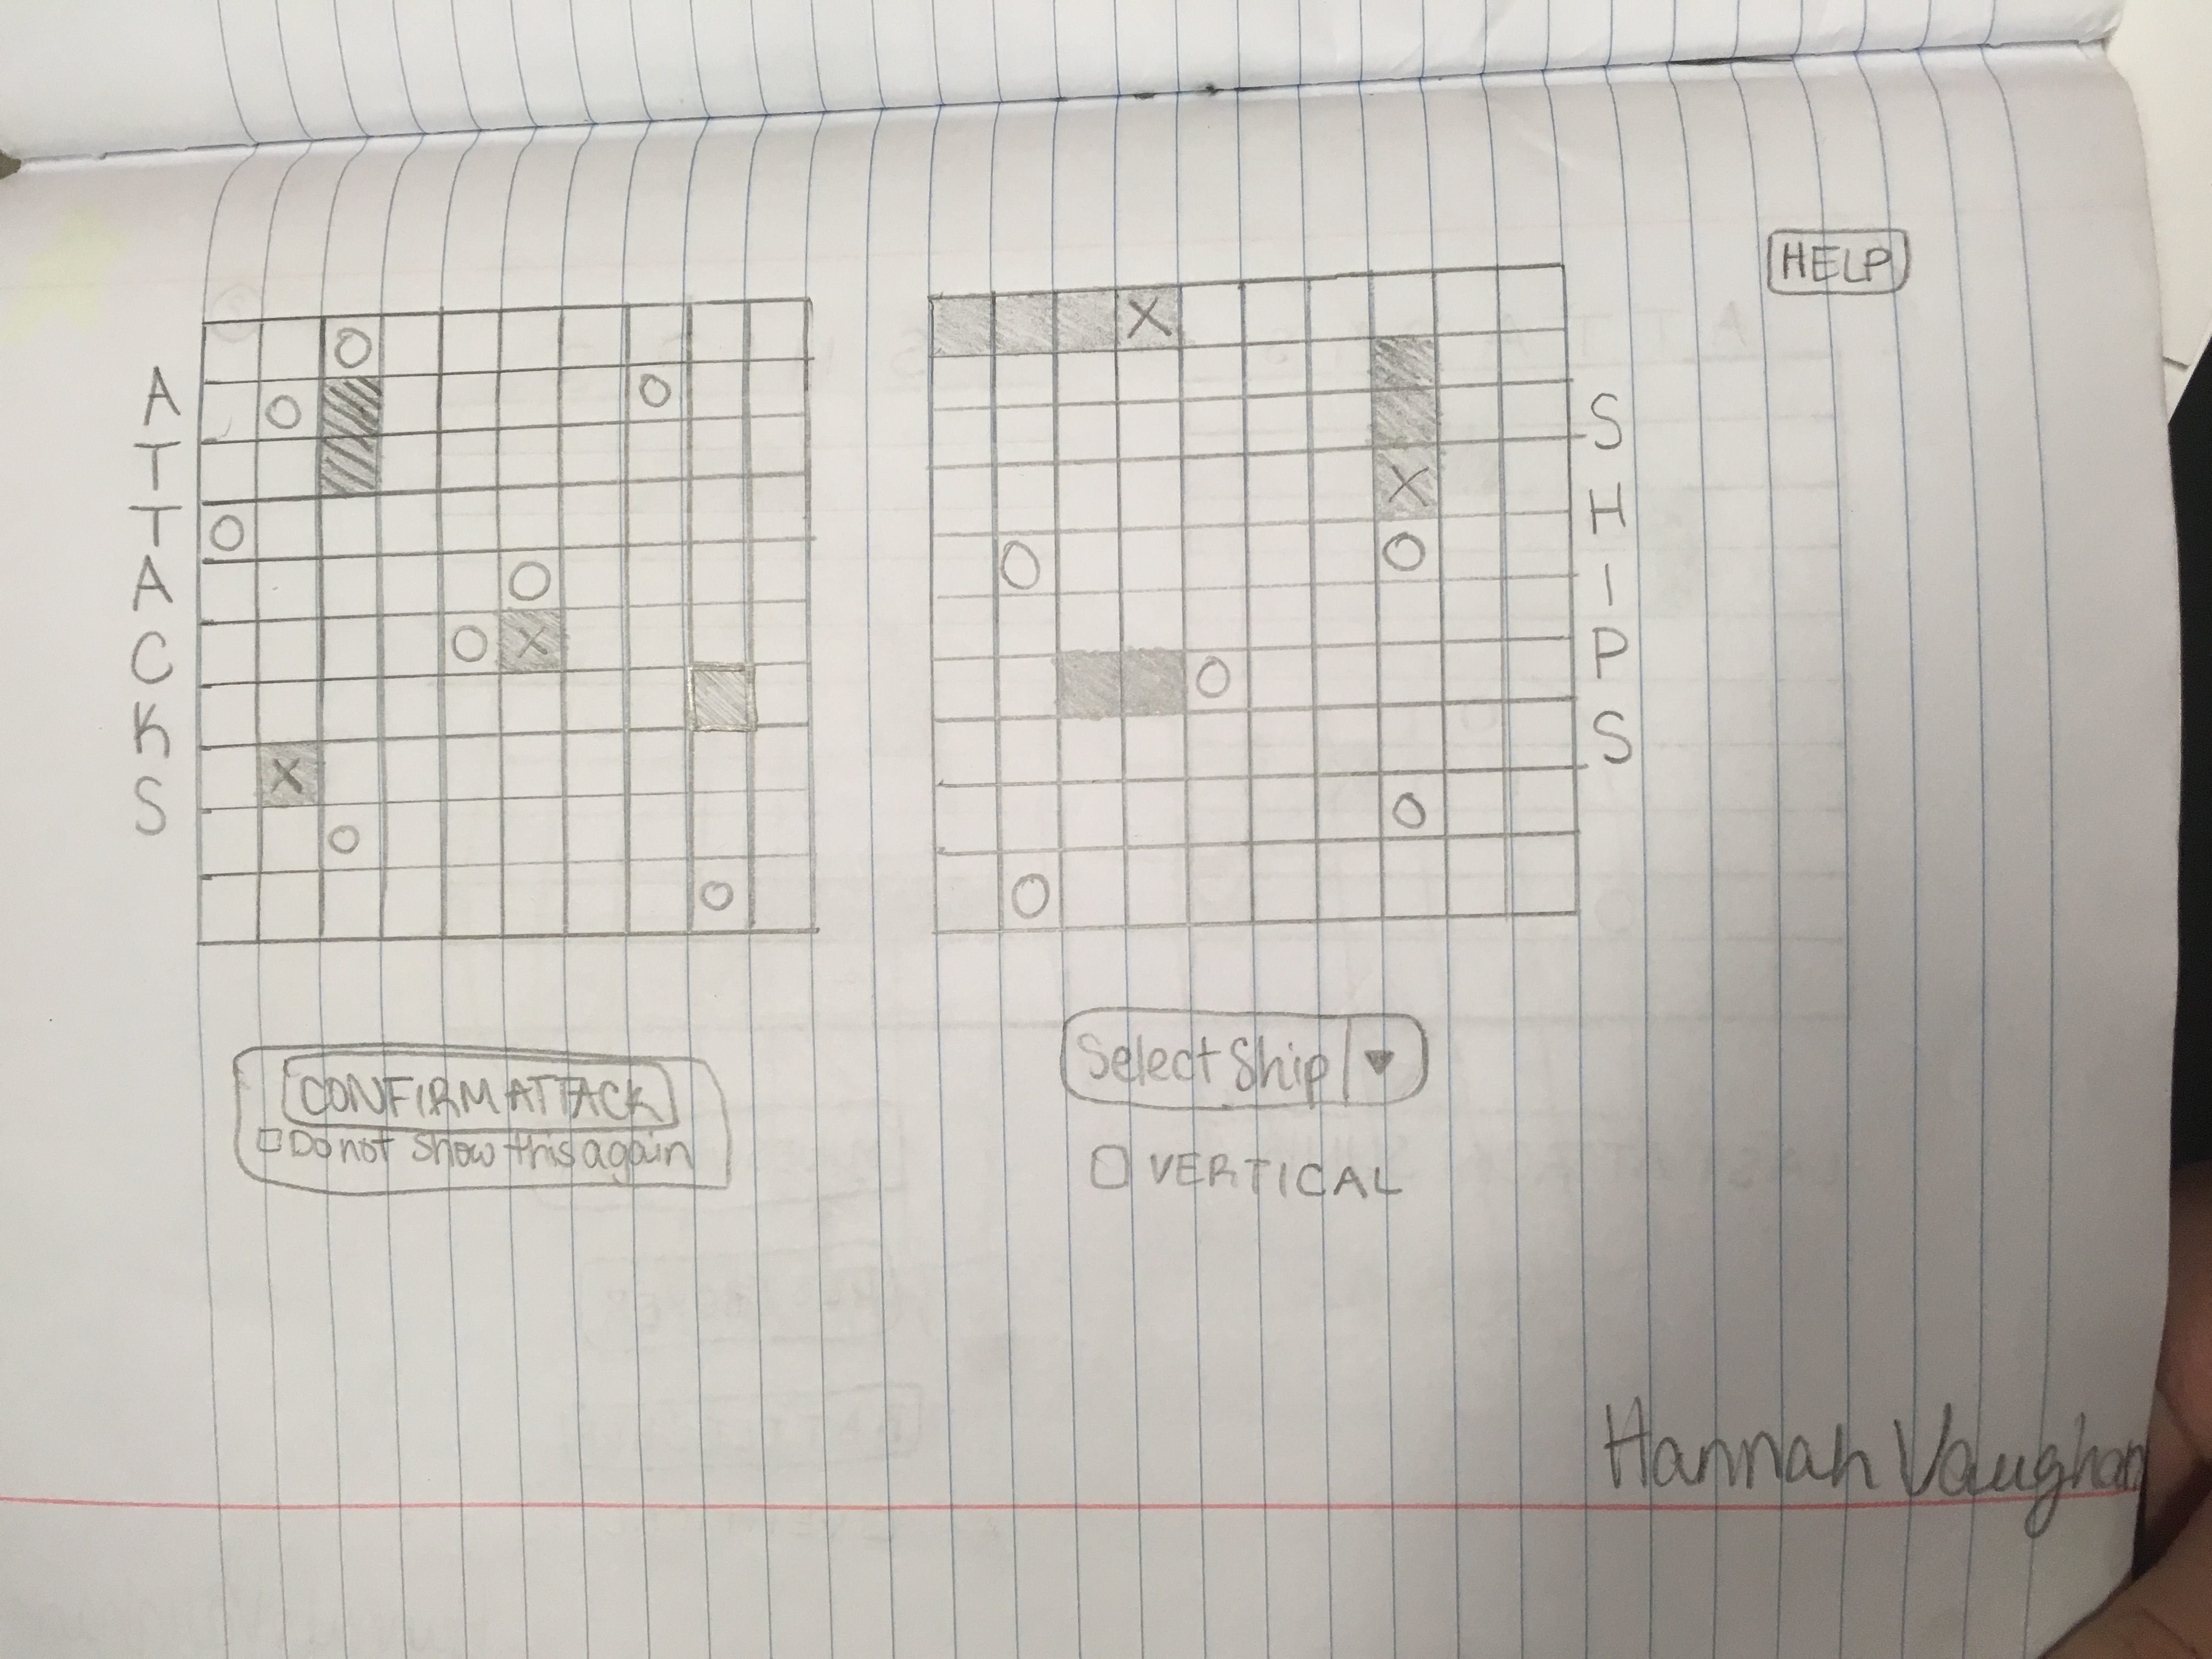 HELP
ATTACKS
SHIPS
O
X
O
O
O
O
O X
X
O
O
X
X
O
O
O
O
O
CONFIRM ATTACK
Do not show this again
Select Ship
VERTICAL
Hannah Vaughan